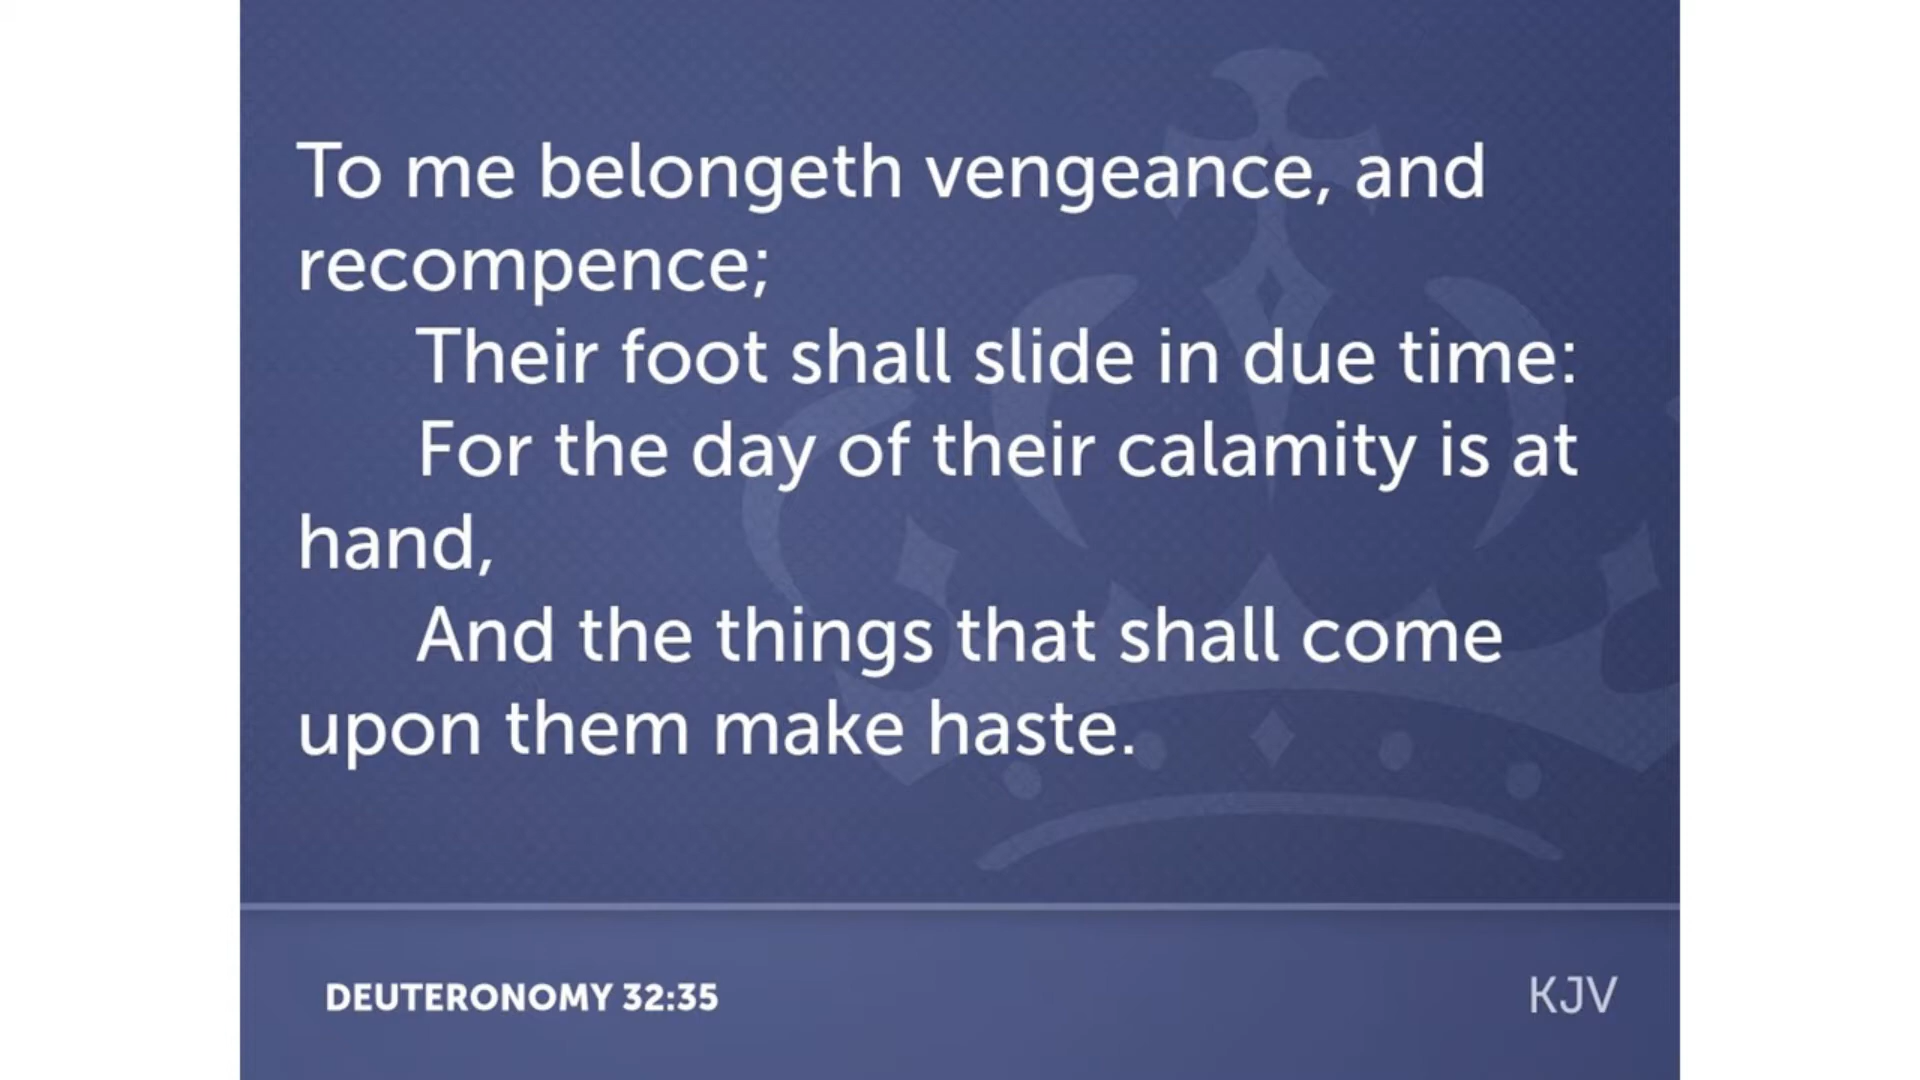 To me belongeth vengeance, and
recompence;
Their foot shall slide in due time:
For the day of their calamity is at
hand,
And the things that shall come
upon them make haste.
DEUTERONOMY 32:35
KJV